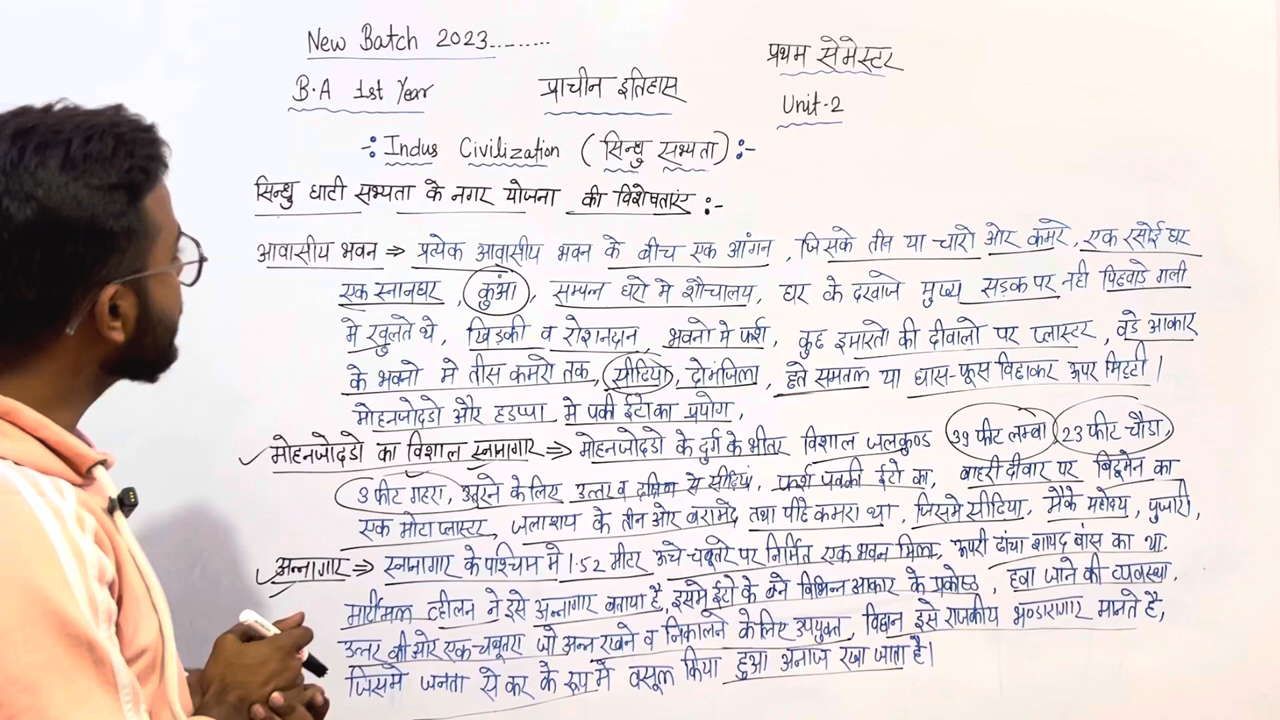 New Batch 2023.........
प्रथम सेमेस्टर
B.A 1st Year
प्राचीन इतिहास
Unit-2
-: Indus Civilization (सिन्धु सभ्यता) :-
सिन्धु घाटी सभ्यता के नगर योजना की विशेषताएं :-
आवासीय भवन ⇒ प्रत्येक आवासीय भवन के बीच एक आंगन, जिसके तीन या चारो ओर कमरे, एक रसोई घर
एक स्नानघर, कुंआ, सम्पन्न घरो मे शौचालय, घर के दरवाजे मुख्य सड़क पर नही पिछवाडे गली
मे खुलते थे, खिडकी व रोशनदान, भवनो मे फर्श, कुछ इमारतो की दीवालो पर प्लास्टर, वडे आकार
के भवनो मे तीस कमरो तक, सीढिया, दोमंजिला, छते समतल या घास-फूस विछाकर ऊपर मिट्टी।
मोहनजोदडो और हडप्पा मे पकी ईंटो का प्रयोग,
मोहनजोदडो का विशाल स्नानागार ⇒ मोहनजोदडो के दुर्ग के भीतर विशाल जलकुण्ड 39 फीट लम्बा 23 फीट चौडा,
8 फीट गहरा, उतरने के लिए उत्तर व दक्षिण से सीढिया, फर्श पक्की ईंटो का, बाहरी दीवार पर बिटूमेन का
एक मोटा प्लास्टर, जलाशय के तीन ओर बरामदे तथा पीछे कमरा था, जिसमे सीढिया, मैके महोदय, पुजारी,
अन्नागार ⇒ स्नानागार के पश्चिम मे 1.52 मीटर ऊचे चबूतरे पर निर्मित एक भवन मिला, ऊपरी ढांचा शायद बांस का था.
मार्टीमल व्हीलन ने इसे अन्नागार बताया है, इसमे ईंटो के बने विभिन्न आकार के प्रकोष्ठ, हवा जाने की व्यवस्था,
उत्तर की ओर एक चबूतरा जो अन्न रखने व निकालने के लिए उपयुक्त, विद्वान इसे राजकीय भण्डारागार मानते है,
जिसमे जनता से कर के रूप मे वसूल किया हुआ अनाज रखा जाता है।